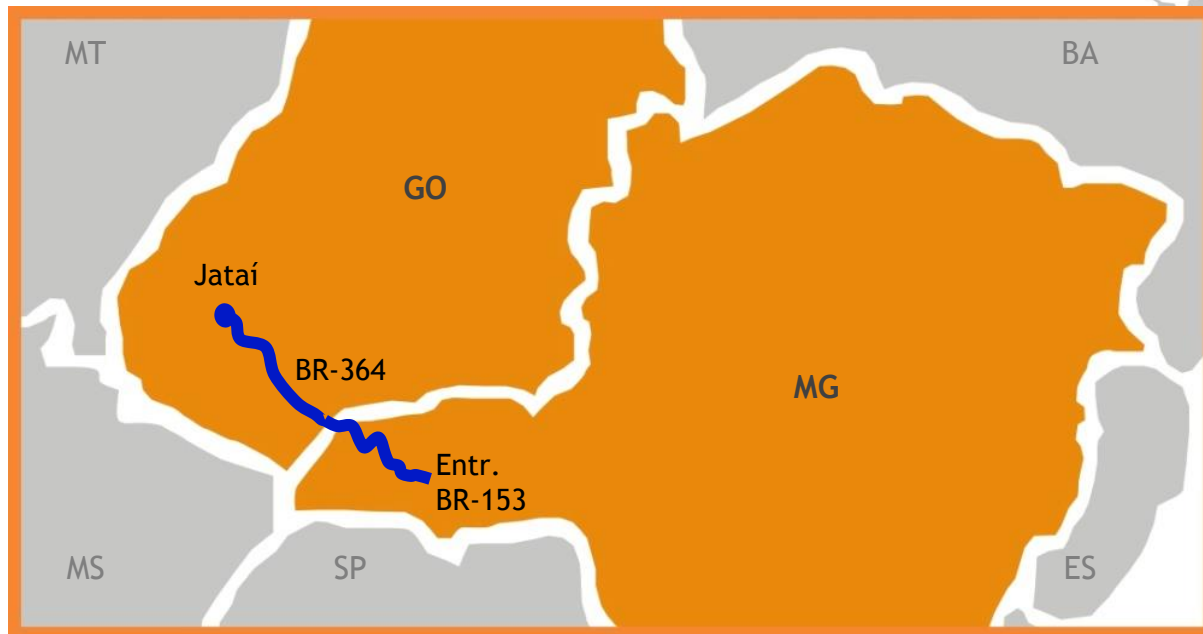 MT
BA
GO
Jataí
BR-364
MG
Entr.
BR-153
MS
SP
ES